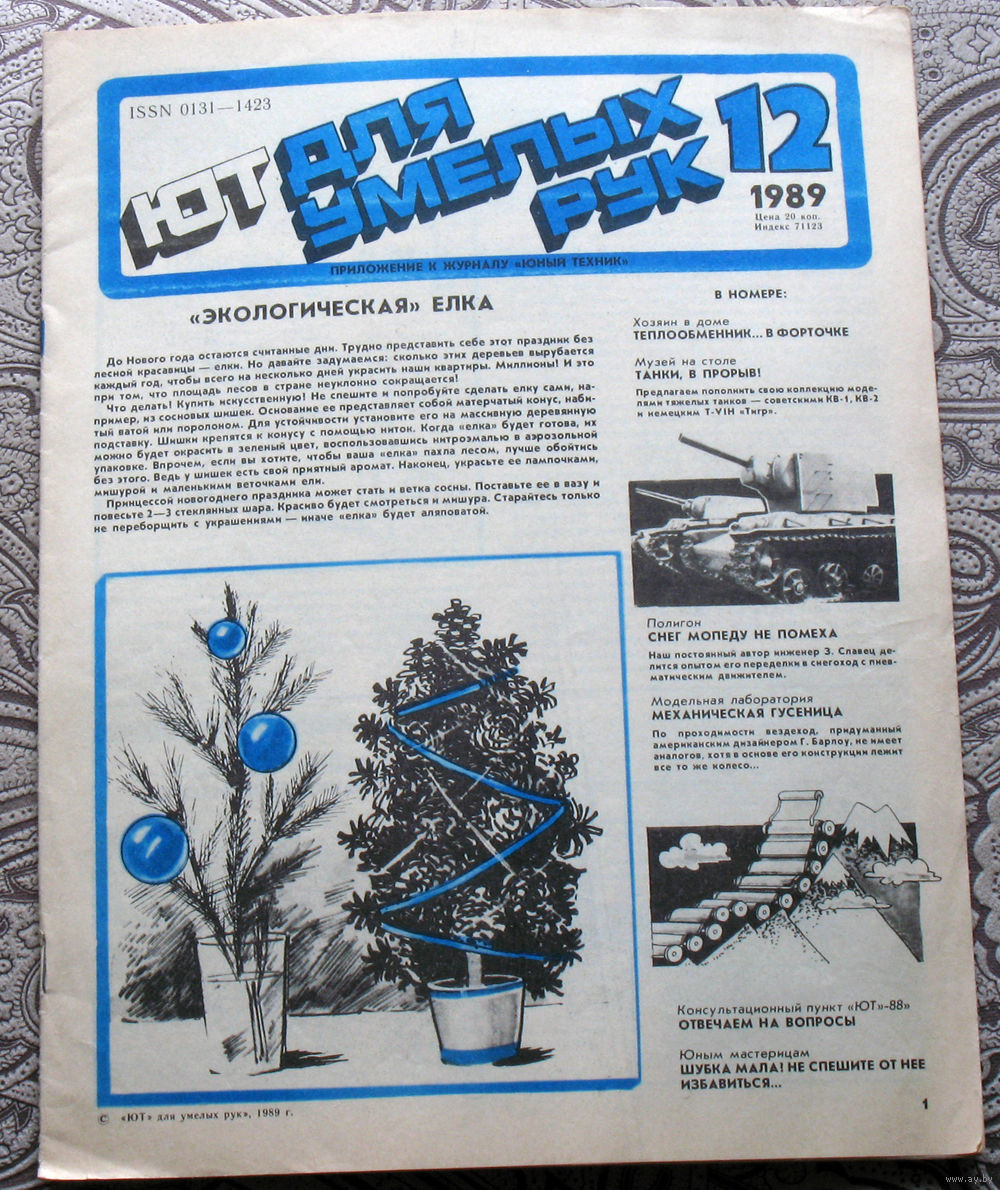 ISSN 0131—1423
ЮТ ДЛЯ
УМЕЛЫХ
РУК
12
1989
Цена 20 коп.
Индекс 71123
ПРИЛОЖЕНИЕ К ЖУРНАЛУ «ЮНЫЙ ТЕХНИК»
«ЭКОЛОГИЧЕСКАЯ» ЕЛКА
До Нового года остаются считанные дни. Трудно представить себе этот праздник без
лесной красавицы — елки. Но давайте задумаемся: сколько этих деревьев вырубается
каждый год, чтобы всего на несколько дней украсить наши квартиры. Миллионы! И это
при том, что площадь лесов в стране неуклонно сокращается!
Что делать! Купить искусственную! Не спешите и попробуйте сделать елку сами, на-
пример, из сосновых шишек. Основание ее представляет собой матерчатый конус, наби-
тый ватой или поролоном. Для устойчивости установите его на массивную деревянную
подставку. Шишки крепятся к конусу с помощью ниток. Когда «елка» будет готова, их
можно будет окрасить в зеленый цвет, воспользовавшись нитроэмалью в аэрозольной
упаковке. Впрочем, если вы хотите, чтобы ваша «елка» пахла лесом, лучше обойтись
без этого. Ведь у шишек есть свой приятный аромат. Наконец, украсьте ее лампочками,
мишурой и маленькими веточками ели.
Принцессой новогоднего праздника может стать и ветка сосны. Поставьте ее в вазу и
повесьте 2—3 стеклянных шара. Красиво будет смотреться и мишура. Старайтесь только
не переборщить с украшениями — иначе «елка» будет аляповатой.
В НОМЕРЕ:
Хозяин в доме
ТЕПЛООБМЕННИК... В ФОРТОЧКЕ
Музей на столе
ТАНКИ, В ПРОРЫВ!
Предлагаем пополнить свою коллекцию моде-
лями тяжелых танков — советскими КВ-1, КВ-2
и немецким Т-VIH «Тигр».
Полигон
СНЕГ МОПЕДУ НЕ ПОМЕХА
Наш постоянный автор инженер З. Славец де-
лится опытом его переделки в снегоход с пнев-
матическим движителем.
Модельная лаборатория
МЕХАНИЧЕСКАЯ ГУСЕНИЦА
По проходимости вездеход, придуманный
американским дизайнером Г. Барлоу, не имеет
аналогов, хотя в основе его конструкции лежит
все то же колесо...
Консультационный пункт «ЮТ»-88»
ОТВЕЧАЕМ НА ВОПРОСЫ
Юным мастерицам
ШУБКА МАЛА! НЕ СПЕШИТЕ ОТ НЕЕ
ИЗБАВИТЬСЯ...
© «ЮТ» для умелых рук», 1989 г.
1
www.ay.by